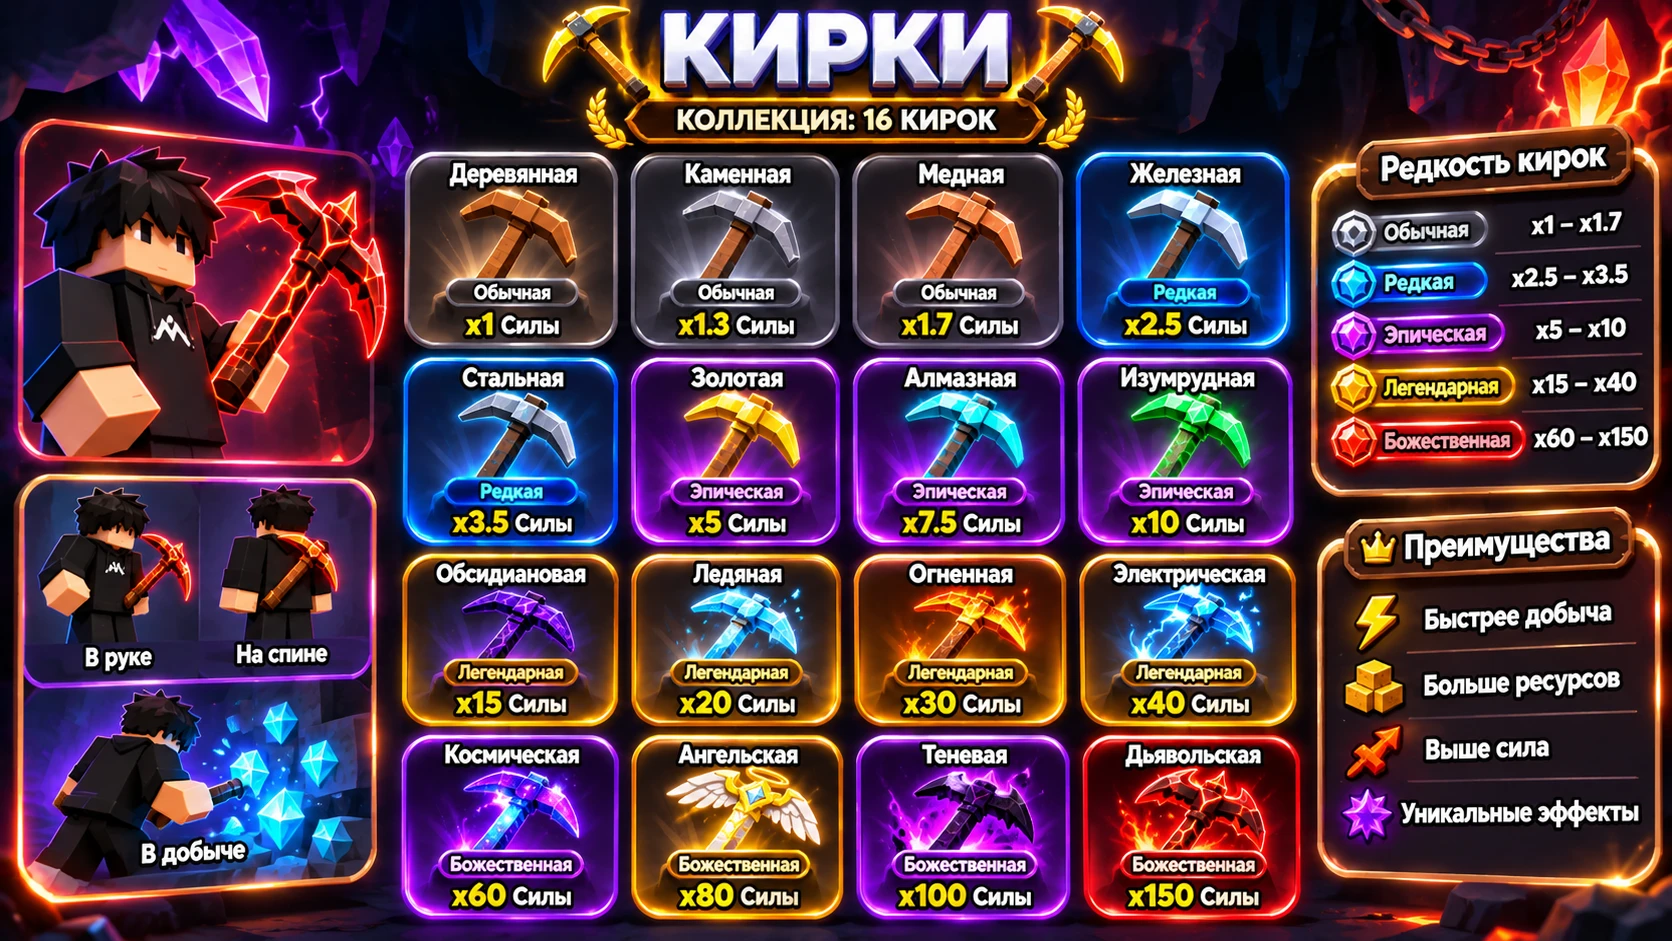 КИРКИ
КОЛЛЕКЦИЯ: 16 КИРОК
В руке
На спине
В добыче
Деревянная
Обычная
x1 Силы
Каменная
Обычная
x1.3 Силы
Медная
Обычная
x1.7 Силы
Железная
Редкая
x2.5 Силы
Стальная
Редкая
x3.5 Силы
Золотая
Эпическая
x5 Силы
Алмазная
Эпическая
x7.5 Силы
Изумрудная
Эпическая
x10 Силы
Обсидиановая
Легендарная
x15 Силы
Ледяная
Легендарная
x20 Силы
Огненная
Легендарная
x30 Силы
Электрическая
Легендарная
x40 Силы
Космическая
Божественная
x60 Силы
Ангельская
Божественная
x80 Силы
Теневая
Божественная
x100 Силы
Дьявольская
Божественная
x150 Силы
Редкость кирок
Обычная x1 – x1.7
Редкая x2.5 – x3.5
Эпическая x5 – x10
Легендарная x15 – x40
Божественная x60 – x150
Преимущества
Быстрее добыча
Больше ресурсов
Выше сила
Уникальные эффекты